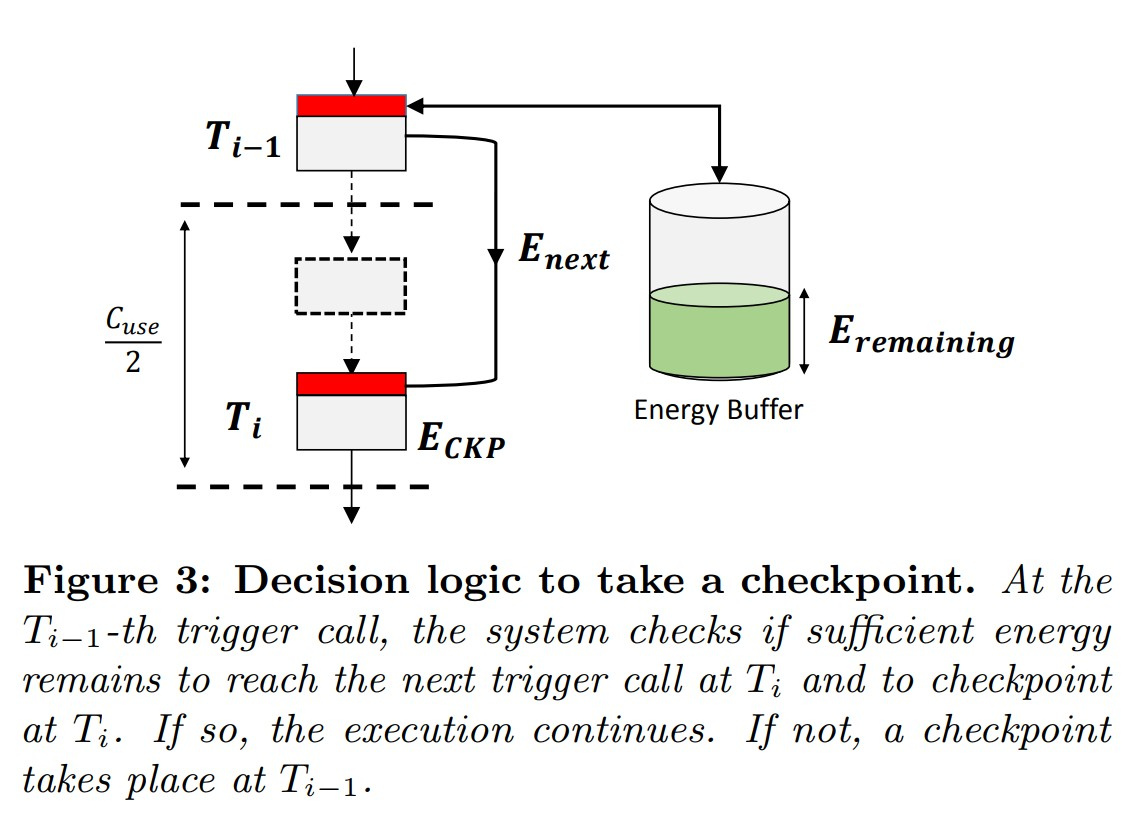 T_{i−1}
E_{next}
C_{use}
2
E_{remaining}
Energy Buffer
T_i
E_{CKP}
Figure 3: Decision logic to take a checkpoint. At the
T_{i−1}-th trigger call, the system checks if sufficient energy
remains to reach the next trigger call at T_i and to checkpoint
at T_i. If so, the execution continues. If not, a checkpoint
takes place at T_{i−1}.